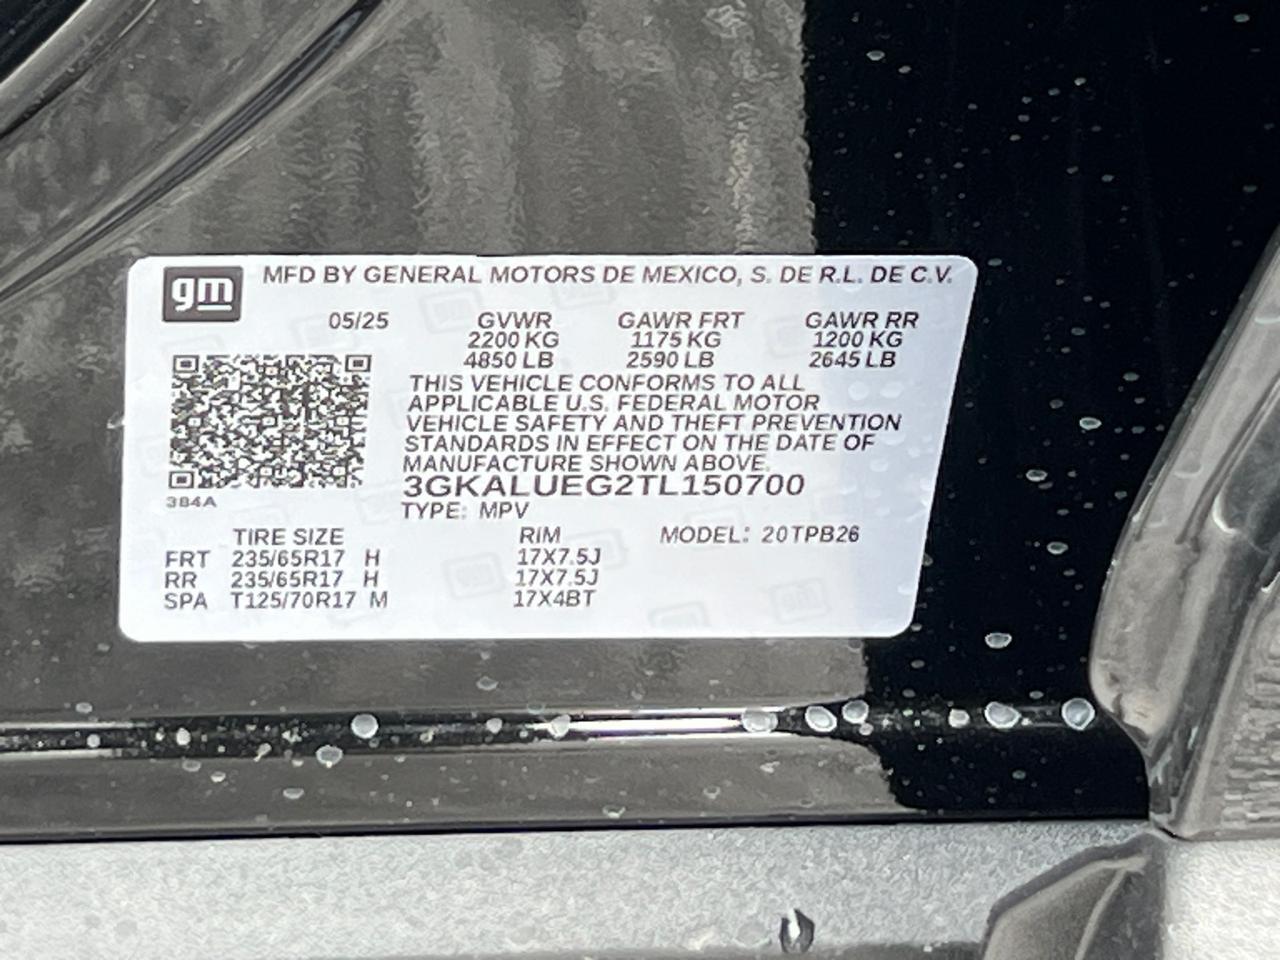 gm MFD BY GENERAL MOTORS DE MEXICO, S. DE R.L. DE C.V.
05/25 GVWR GAWR FRT GAWR RR
2200 KG 1175 KG 1200 KG
4850 LB 2590 LB 2645 LB
THIS VEHICLE CONFORMS TO ALL
APPLICABLE U.S. FEDERAL MOTOR
VEHICLE SAFETY AND THEFT PREVENTION
STANDARDS IN EFFECT ON THE DATE OF
MANUFACTURE SHOWN ABOVE.
3GKALUEG2TL150700
384A
TYPE: MPV
TIRE SIZE RIM MODEL: 20TPB26
FRT 235/65R17 H 17X7.5J
RR 235/65R17 H 17X7.5J
SPA T125/70R17 M 17X4BT